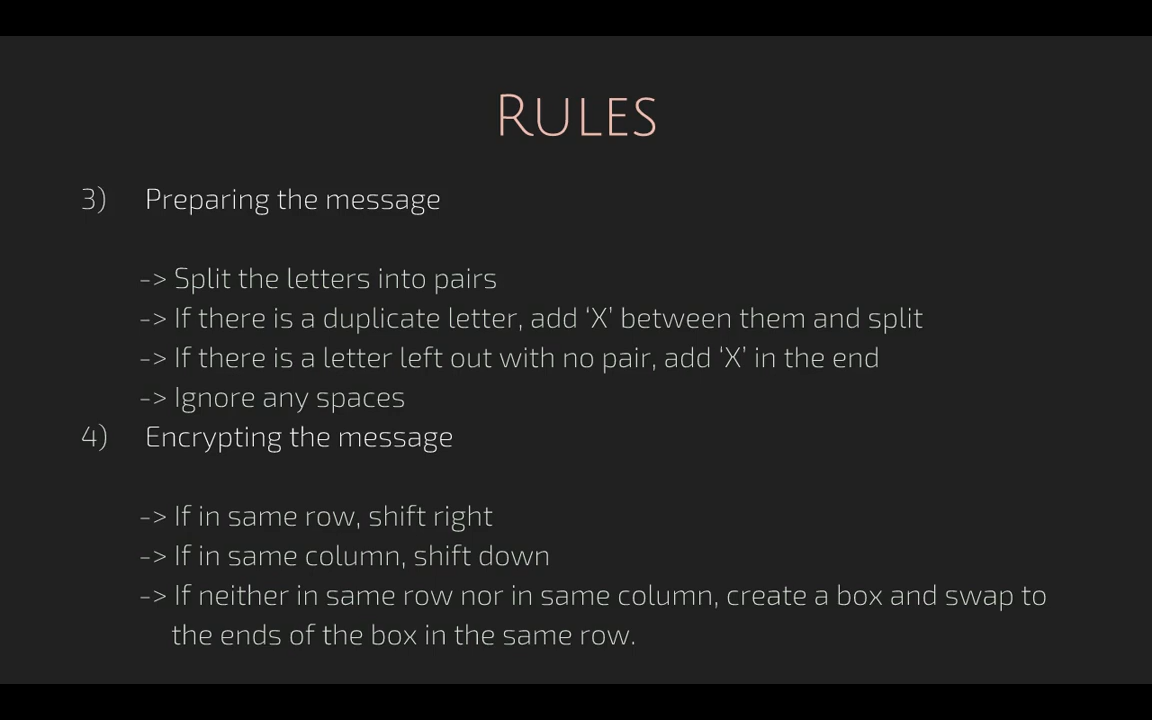 RULES
3) Preparing the message
-> Split the letters into pairs
-> If there is a duplicate letter, add ‘X’ between them and split
-> If there is a letter left out with no pair, add ‘X’ in the end
-> Ignore any spaces
4) Encrypting the message
-> If in same row, shift right
-> If in same column, shift down
-> If neither in same row nor in same column, create a box and swap to
the ends of the box in the same row.